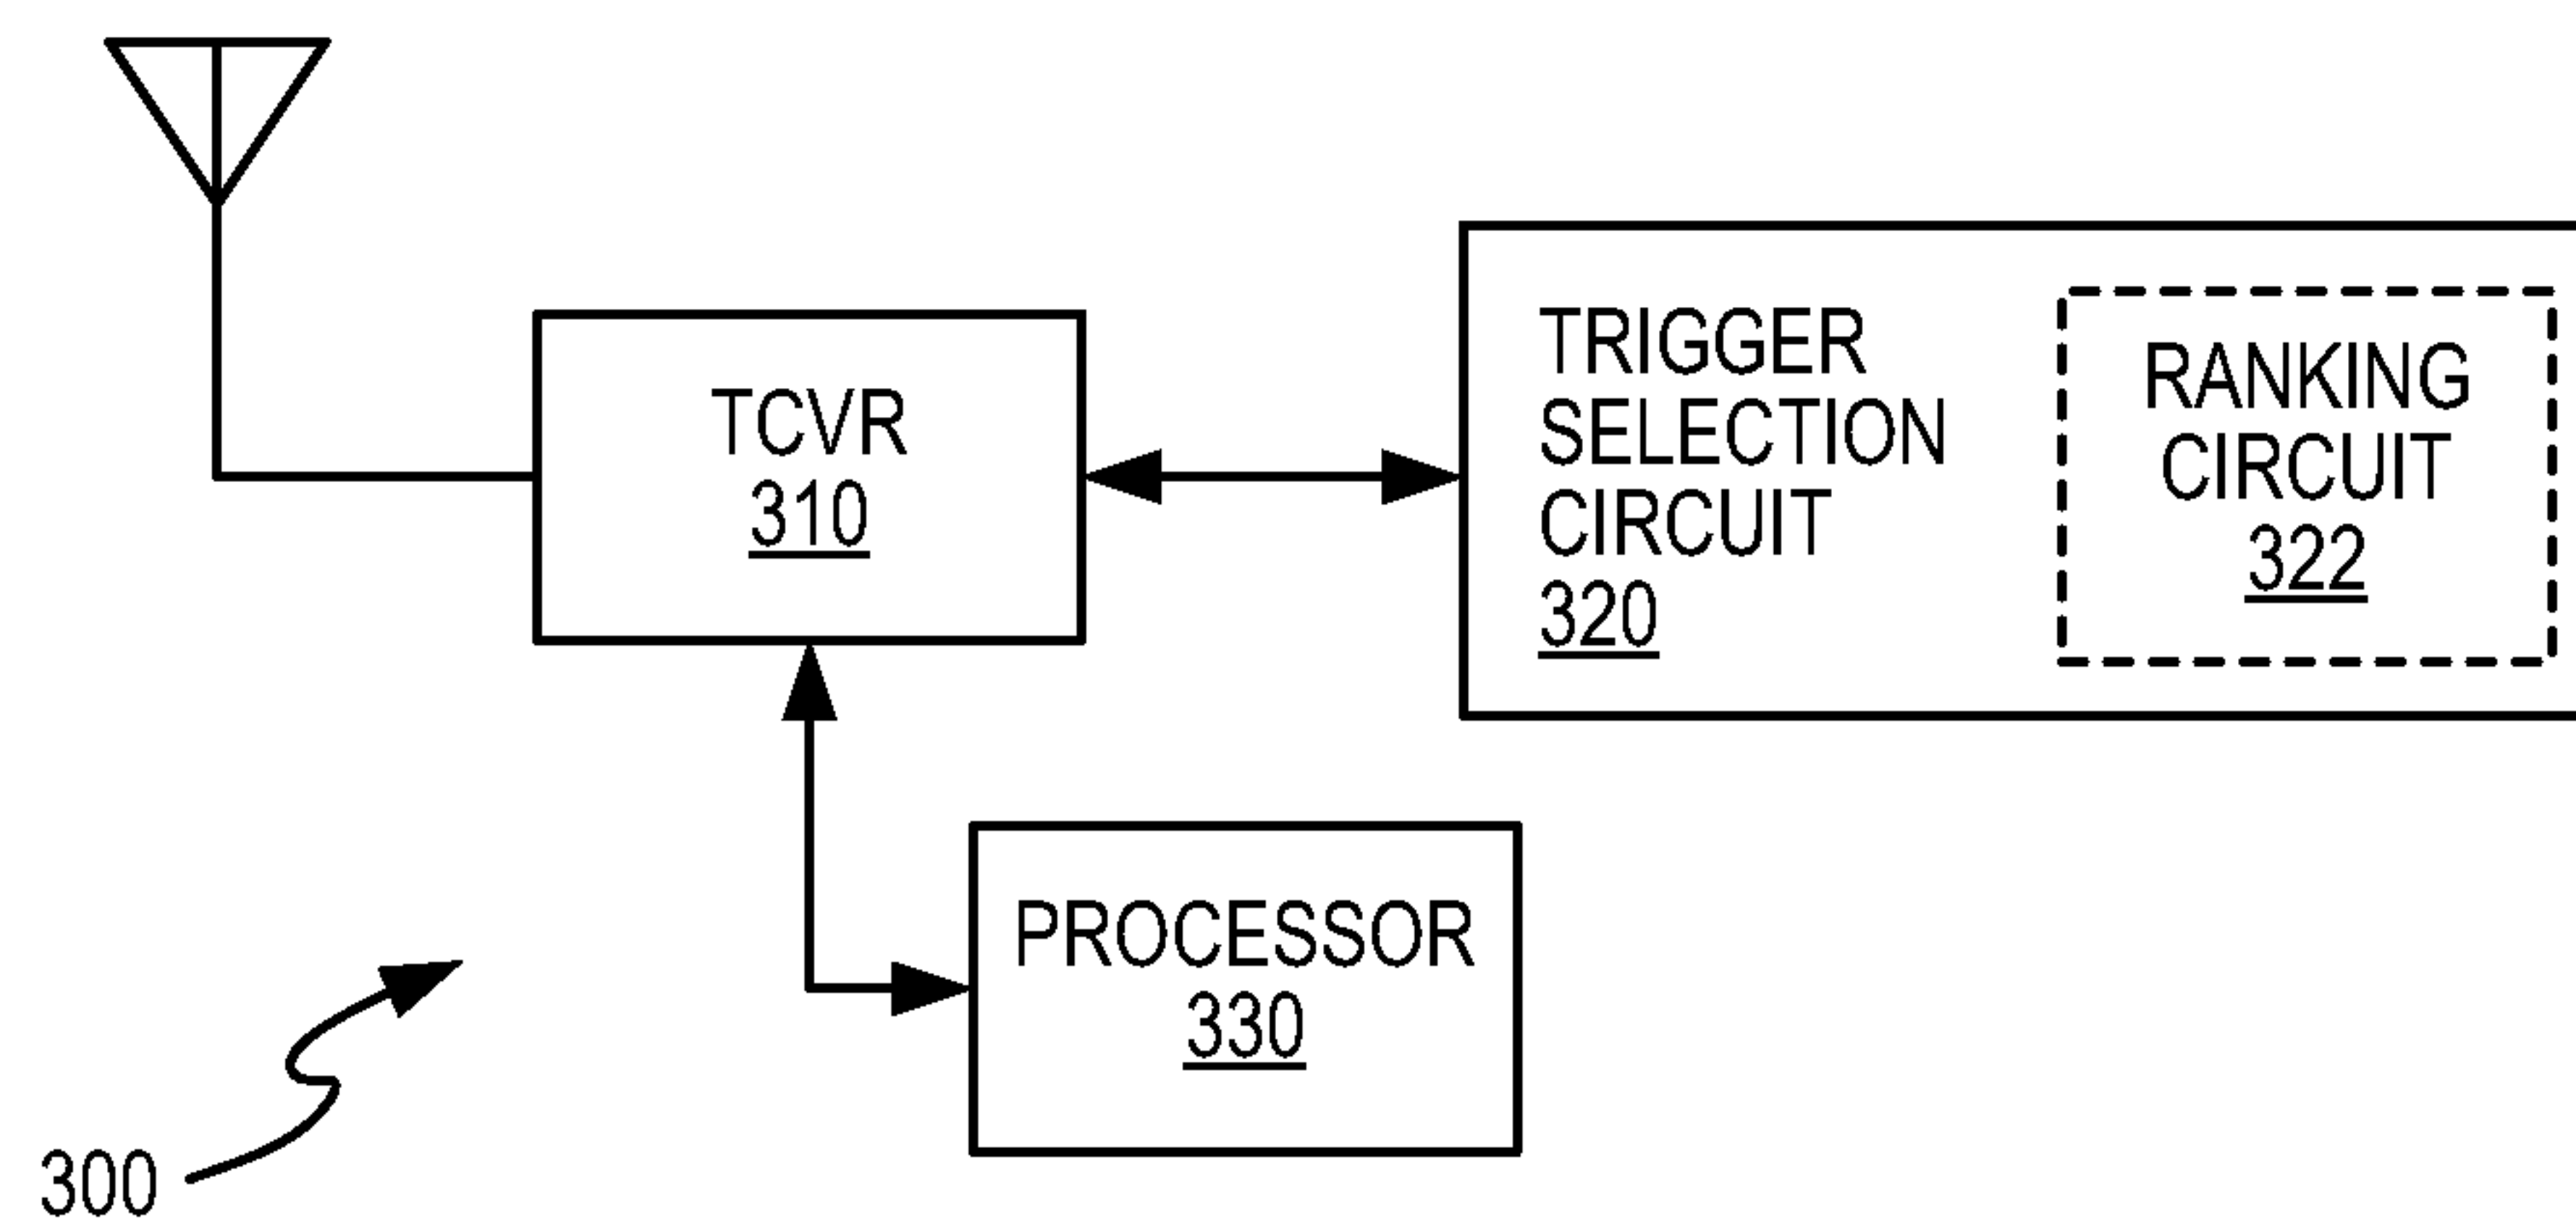 TCVR
310
TRIGGER
SELECTION
CIRCUIT
320
RANKING
CIRCUIT
322
PROCESSOR
330
300